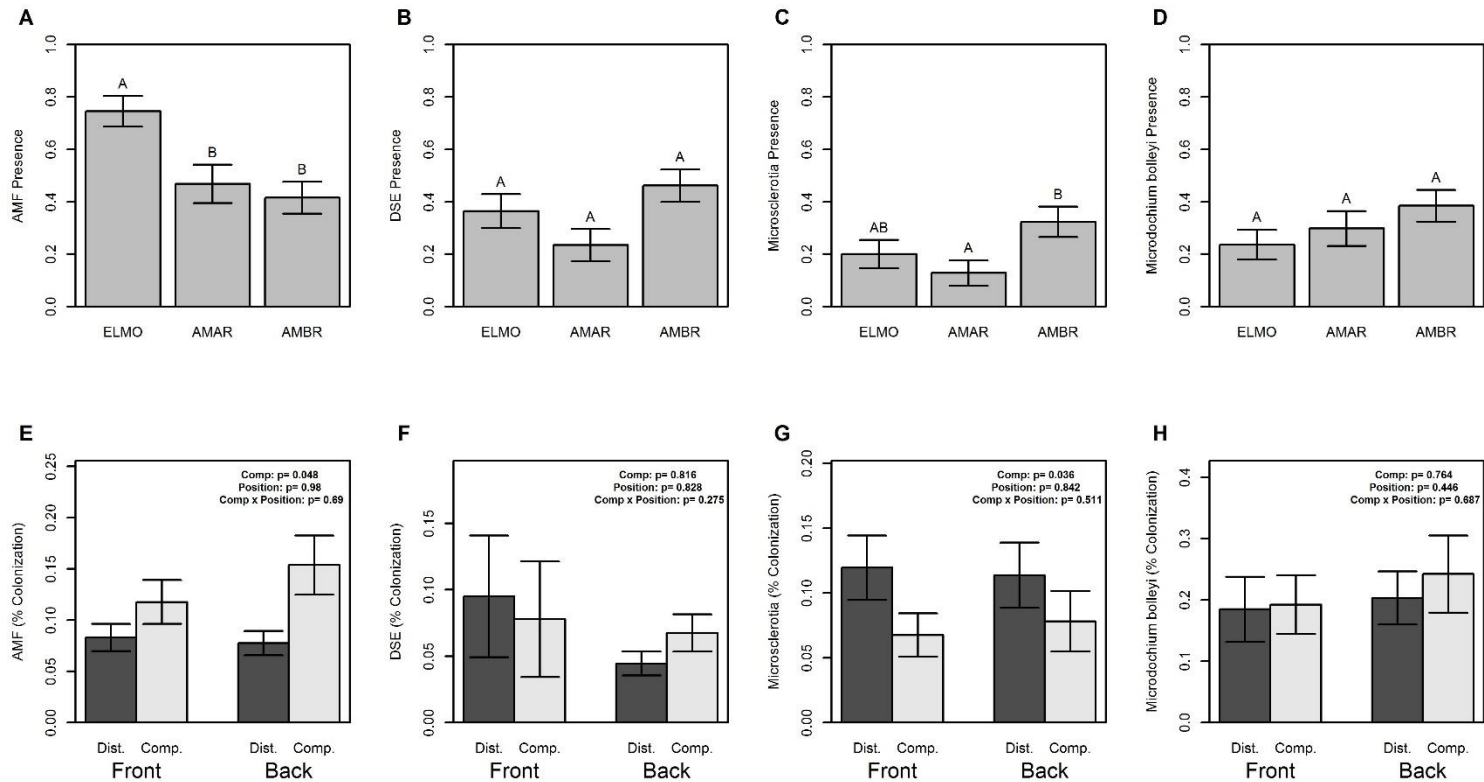 A
AMF Presence
0.0 0.2 0.4 0.6 0.8 1.0
A
B
B
ELMO AMAR AMBR
B
DSE Presence
0.0 0.2 0.4 0.6 0.8 1.0
A
A
A
ELMO AMAR AMBR
C
Microsclerotia Presence
0.0 0.2 0.4 0.6 0.8 1.0
AB
A
B
ELMO AMAR AMBR
D
Microdochium bolleyi Presence
0.0 0.2 0.4 0.6 0.8 1.0
A
A
A
ELMO AMAR AMBR
E
AMF (% Colonization)
0.00 0.05 0.10 0.15 0.20 0.25
Comp: p= 0.048
Position: p= 0.98
Comp x Position: p= 0.69
Dist. Comp. Dist. Comp.
Front Back
F
DSE (% Colonization)
0.00 0.05 0.10 0.15
Comp: p= 0.816
Position: p= 0.828
Comp x Position: p= 0.275
Dist. Comp. Dist. Comp.
Front Back
G
Microsclerotia (% Colonization)
0.00 0.05 0.10 0.15 0.20
Comp: p= 0.036
Position: p= 0.842
Comp x Position: p= 0.511
Dist. Comp. Dist. Comp.
Front Back
H
Microdochium bolleyi (% Colonization)
0.0 0.1 0.2 0.3 0.4
Comp: p= 0.764
Position: p= 0.446
Comp x Position: p= 0.687
Dist. Comp. Dist. Comp.
Front Back